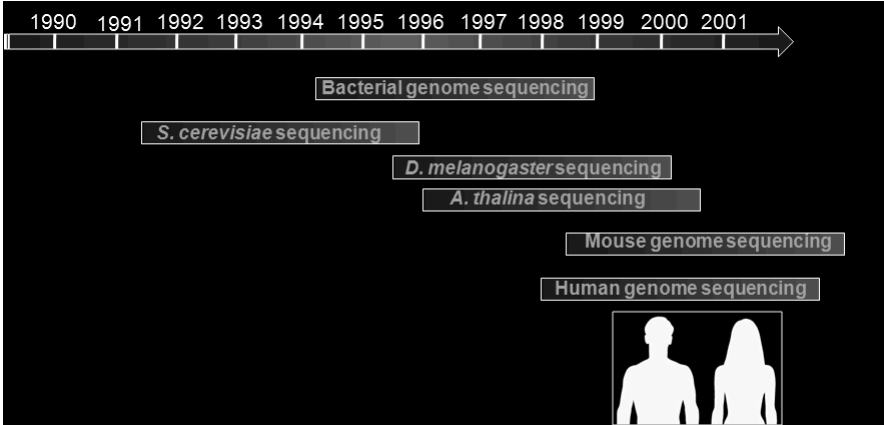 1990 1991 1992 1993 1994 1995 1996 1997 1998 1999 2000 2001
Bacterial genome sequencing
S. cerevisiae sequencing
D. melanogaster sequencing
A. thalina sequencing
Mouse genome sequencing
Human genome sequencing